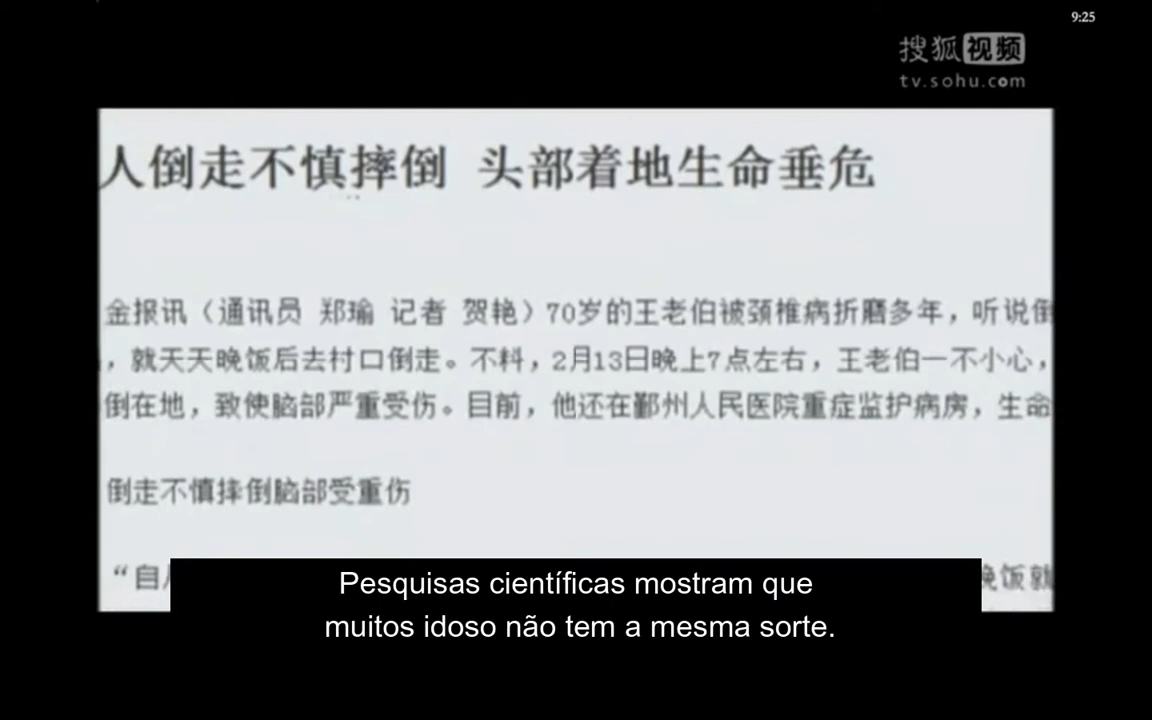 9:25
搜狐视频
tv.sohu.com
人倒走不慎摔倒 头部着地生命垂危
金报讯（通讯员 郑瑜 记者 贺艳）70岁的王老伯被颈椎病折磨多年，听说倒
，就天天晚饭后去村口倒走。不料，2月13日晚上7点左右，王老伯一不小心，
倒在地，致使脑部严重受伤。目前，他还在鄞州人民医院重症监护病房，生命
倒走不慎摔倒脑部受重伤
“自 晚饭就
Pesquisas científicas mostram que
muitos idoso não tem a mesma sorte.